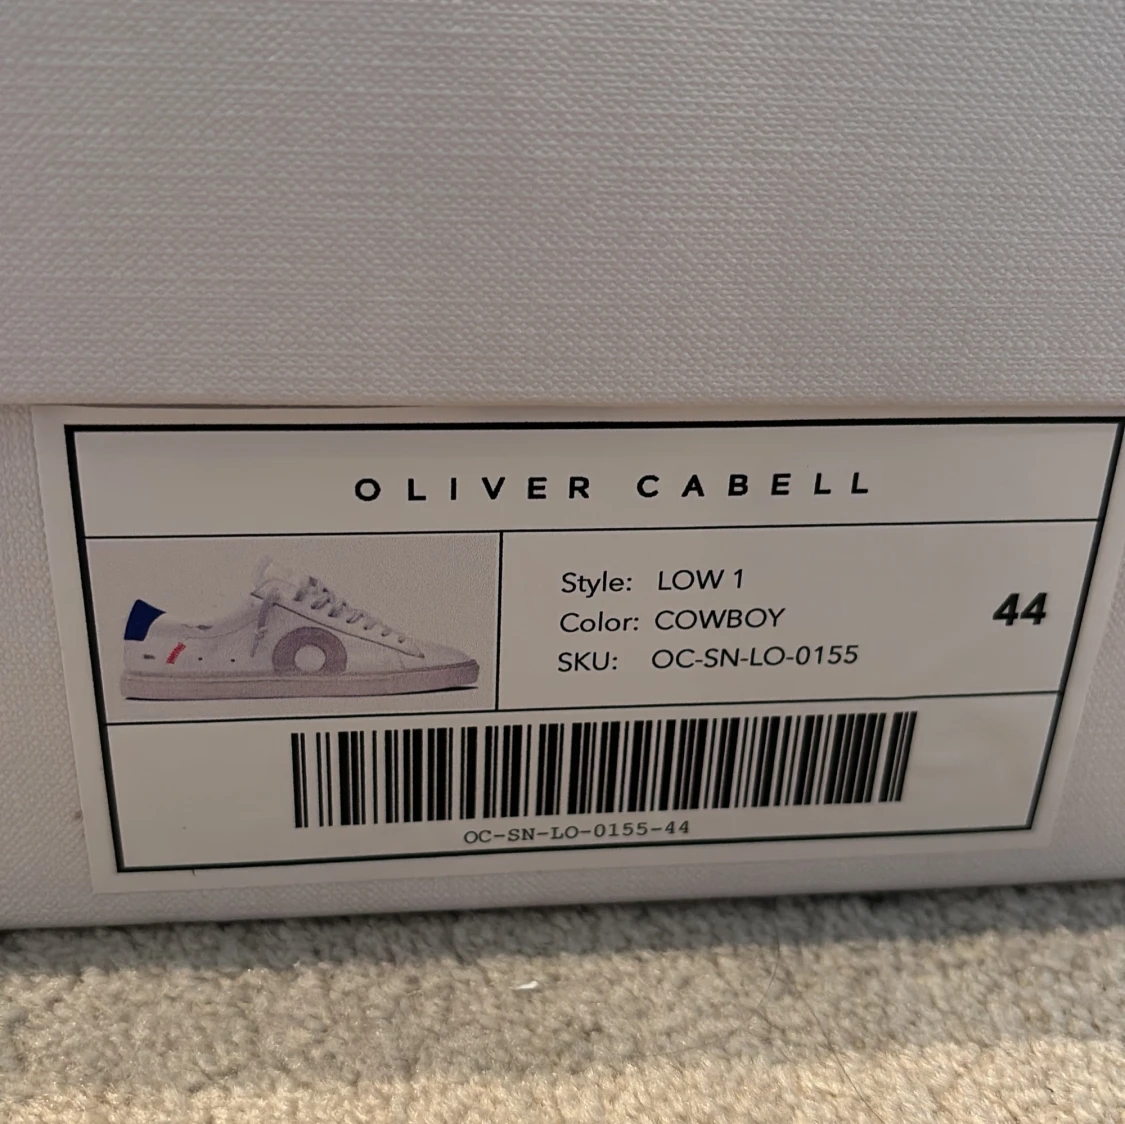 OLIVER CABELL
Style: LOW 1
Color: COWBOY
SKU: OC-SN-LO-0155
44
OC-SN-LO-0155-44